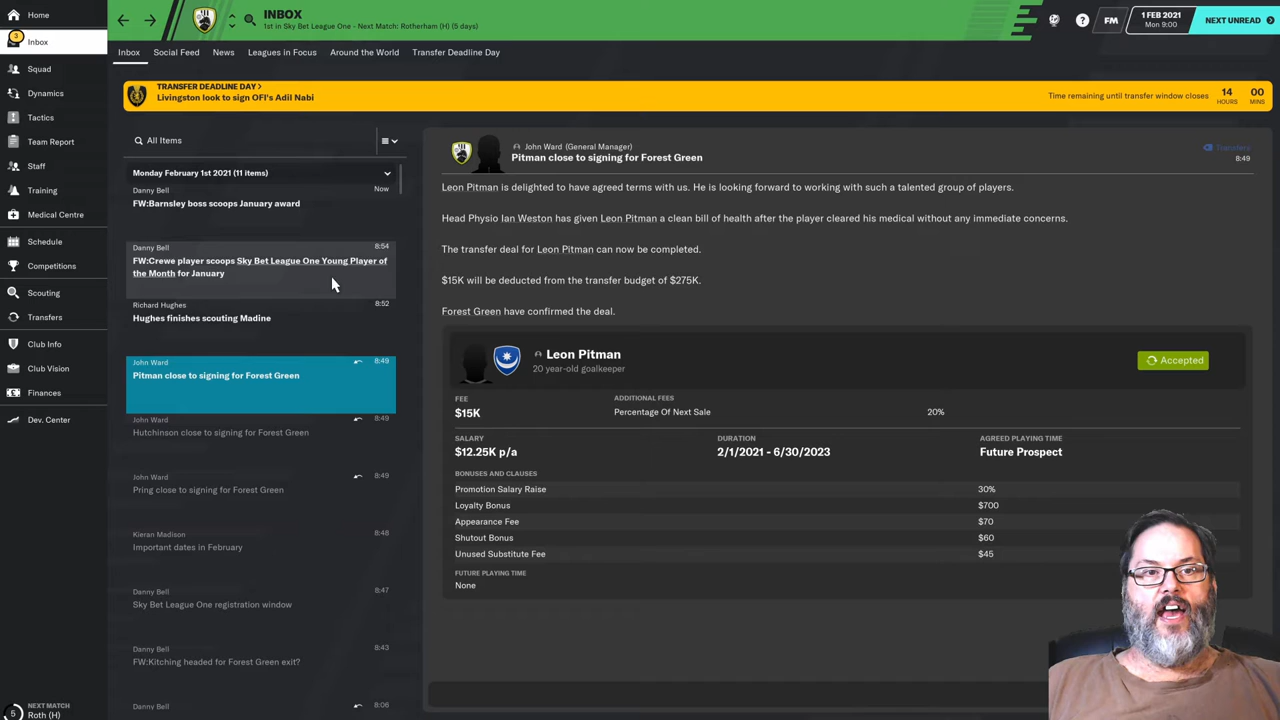 Home
3
Inbox
Squad
Dynamics
Tactics
Team Report
Staff
Training
Medical Centre
Schedule
Competitions
Scouting
Transfers
Club Info
Club Vision
Finances
Dev. Center
5
NEXT MATCH
Roth (H)
INBOX
1st in Sky Bet League One - Next Match: Rotherham (H) (5 days)
?
FM
1 FEB 2021
Mon 9:00
NEXT UNREAD
Inbox
Social Feed
News
Leagues in Focus
Around the World
Transfer Deadline Day
TRANSFER DEADLINE DAY >
Livingston look to sign OFI's Adil Nabi
Time remaining until transfer window closes
14
HOURS
00
MINS
All Items
Monday February 1st 2021 (11 items)
Danny Bell
Now
FW:Barnsley boss scoops January award
Danny Bell
8:54
FW:Crewe player scoops Sky Bet League One Young Player of
the Month for January
Richard Hughes
8:52
Hughes finishes scouting Madine
John Ward
8:49
Pitman close to signing for Forest Green
John Ward
8:49
Hutchinson close to signing for Forest Green
John Ward
8:49
Pring close to signing for Forest Green
Kieran Madison
8:48
Important dates in February
Danny Bell
8:47
Sky Bet League One registration window
Danny Bell
8:43
FW:Kitching headed for Forest Green exit?
Danny Bell
8:06
John Ward (General Manager)
Pitman close to signing for Forest Green
Transfers
8:49
Leon Pitman is delighted to have agreed terms with us. He is looking forward to working with such a talented group of players.
Head Physio Ian Weston has given Leon Pitman a clean bill of health after the player cleared his medical without any immediate concerns.
The transfer deal for Leon Pitman can now be completed.
$15K will be deducted from the transfer budget of $275K.
Forest Green have confirmed the deal.
Leon Pitman
20 year-old goalkeeper
Accepted
FEE
$15K
ADDITIONAL FEES
Percentage Of Next Sale
20%
SALARY
$12.25K p/a
DURATION
2/1/2021 - 6/30/2023
AGREED PLAYING TIME
Future Prospect
BONUSES AND CLAUSES
Promotion Salary Raise
30%
Loyalty Bonus
$700
Appearance Fee
$70
Shutout Bonus
$60
Unused Substitute Fee
$45
FUTURE PLAYING TIME
None